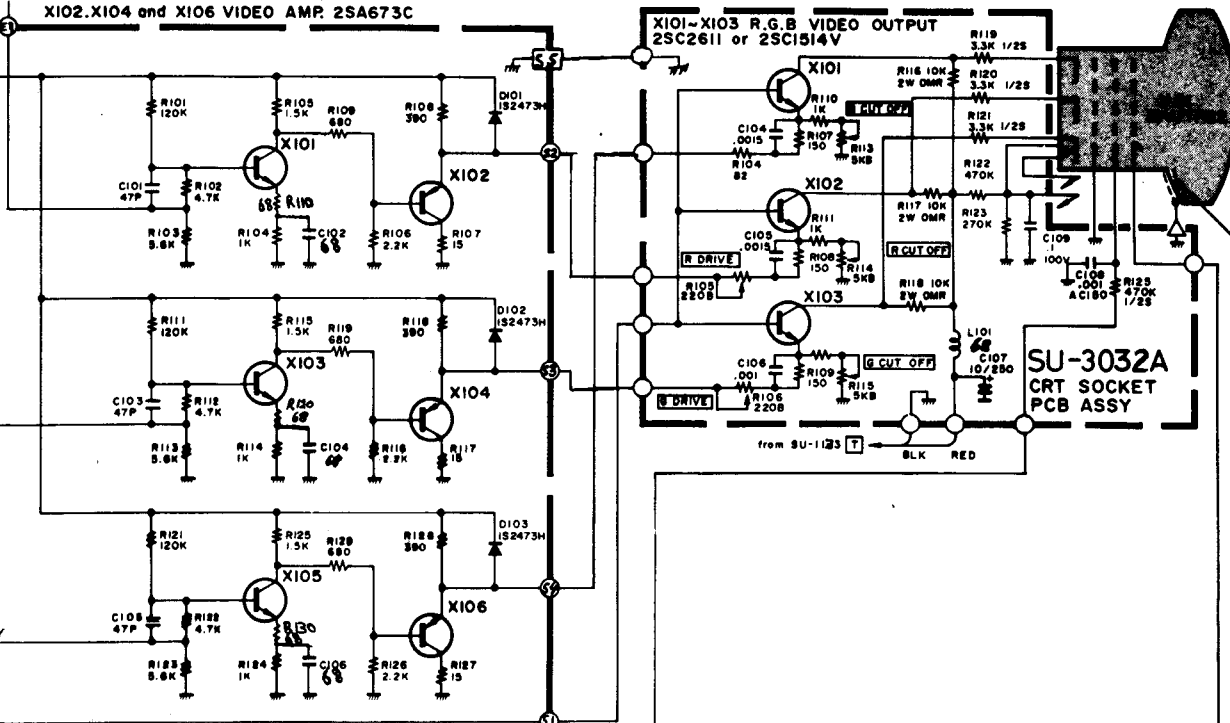 X102.X104 and X106 VIDEO AMP. 2SA673C
E1
R101
120K
R105
1.5K
R109
680
R108
390
D101
1S2473H
X101
X102
C101
47P
R102
4.7K
68 R110
R103
5.6K
R104
1K
C102
68
R106
2.2K
R107
15
R111
120K
R115
1.5K
R119
680
R118
390
D102
1S2473H
X103
X104
C103
47P
R112
4.7K
R120
68
R113
5.6K
R114
1K
C104
68
R116
2.2K
R117
15
R121
120K
R125
1.5K
R129
680
R128
390
D103
1S2473H
X105
X106
C105
47P
R122
4.7K
R130
68
R123
5.6K
R124
1K
C106
68
R126
2.2K
R127
15
S.S
S2
S3
S4
S1
X101~X103 R.G.B VIDEO OUTPUT
2SC2611 or 2SC1514V
X101
R110
1K
C104
.0015
R107
150
R113
5KB
R104
82
R116 10K
2W OMR
R119
3.3K 1/2S
R120
3.3K 1/2S
R121
3.3K 1/2S
B CUT OFF
X102
R111
1K
C105
.0015
R108
150
R114
5KB
R DRIVE
R105
220B
R117 10K
2W OMR
R CUT OFF
R122
470K
R123
270K
C109
.1
100V
C108
.001
AC180
R125
470K
1/2S
X103
R118 10K
2W OMR
C106
.001
R109
150
R115
5KB
G DRIVE
R106
220B
G CUT OFF
L101
68
C107
10/250
SU-3032A
CRT SOCKET
PCB ASSY
from SU-1133 T
BLK
RED